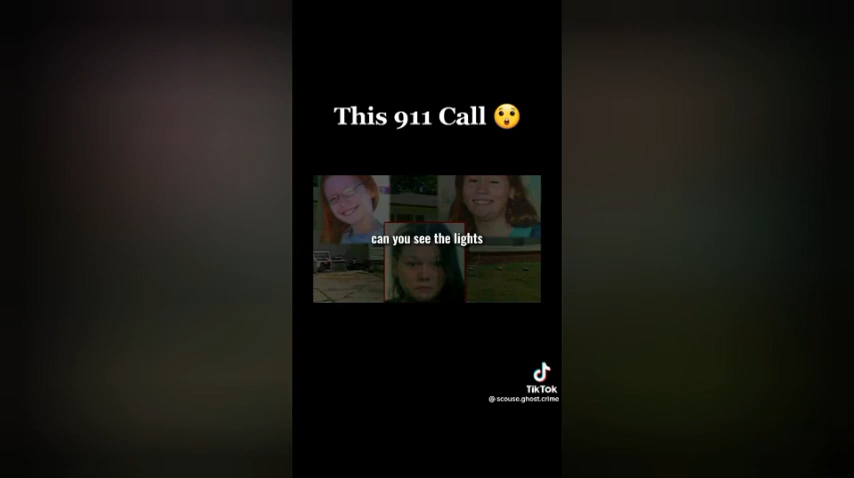 This 911 Call 😲
can you see the lights
TikTok
@ scouse.ghost.crime